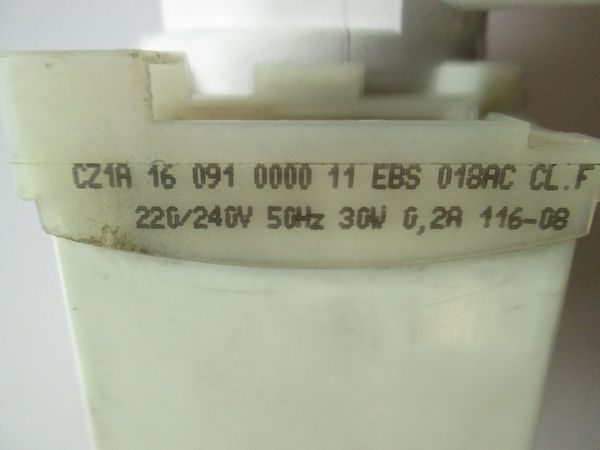 CZ1A 16 091 0000 11 EBS 018AC CL.F
220/240V 50Hz 30W 0,2A 116-08